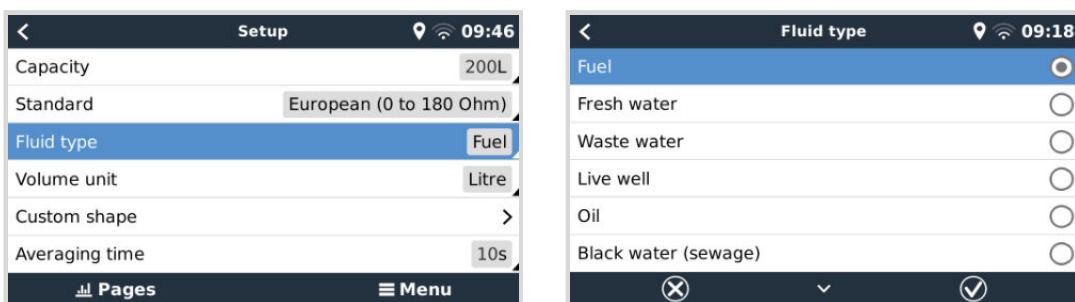 Setup 09:46
Capacity 200L
Standard European (0 to 180 Ohm)
Fluid type Fuel
Volume unit Litre
Custom shape
Averaging time 10s
Pages Menu
Fluid type 09:18
Fuel
Fresh water
Waste water
Live well
Oil
Black water (sewage)